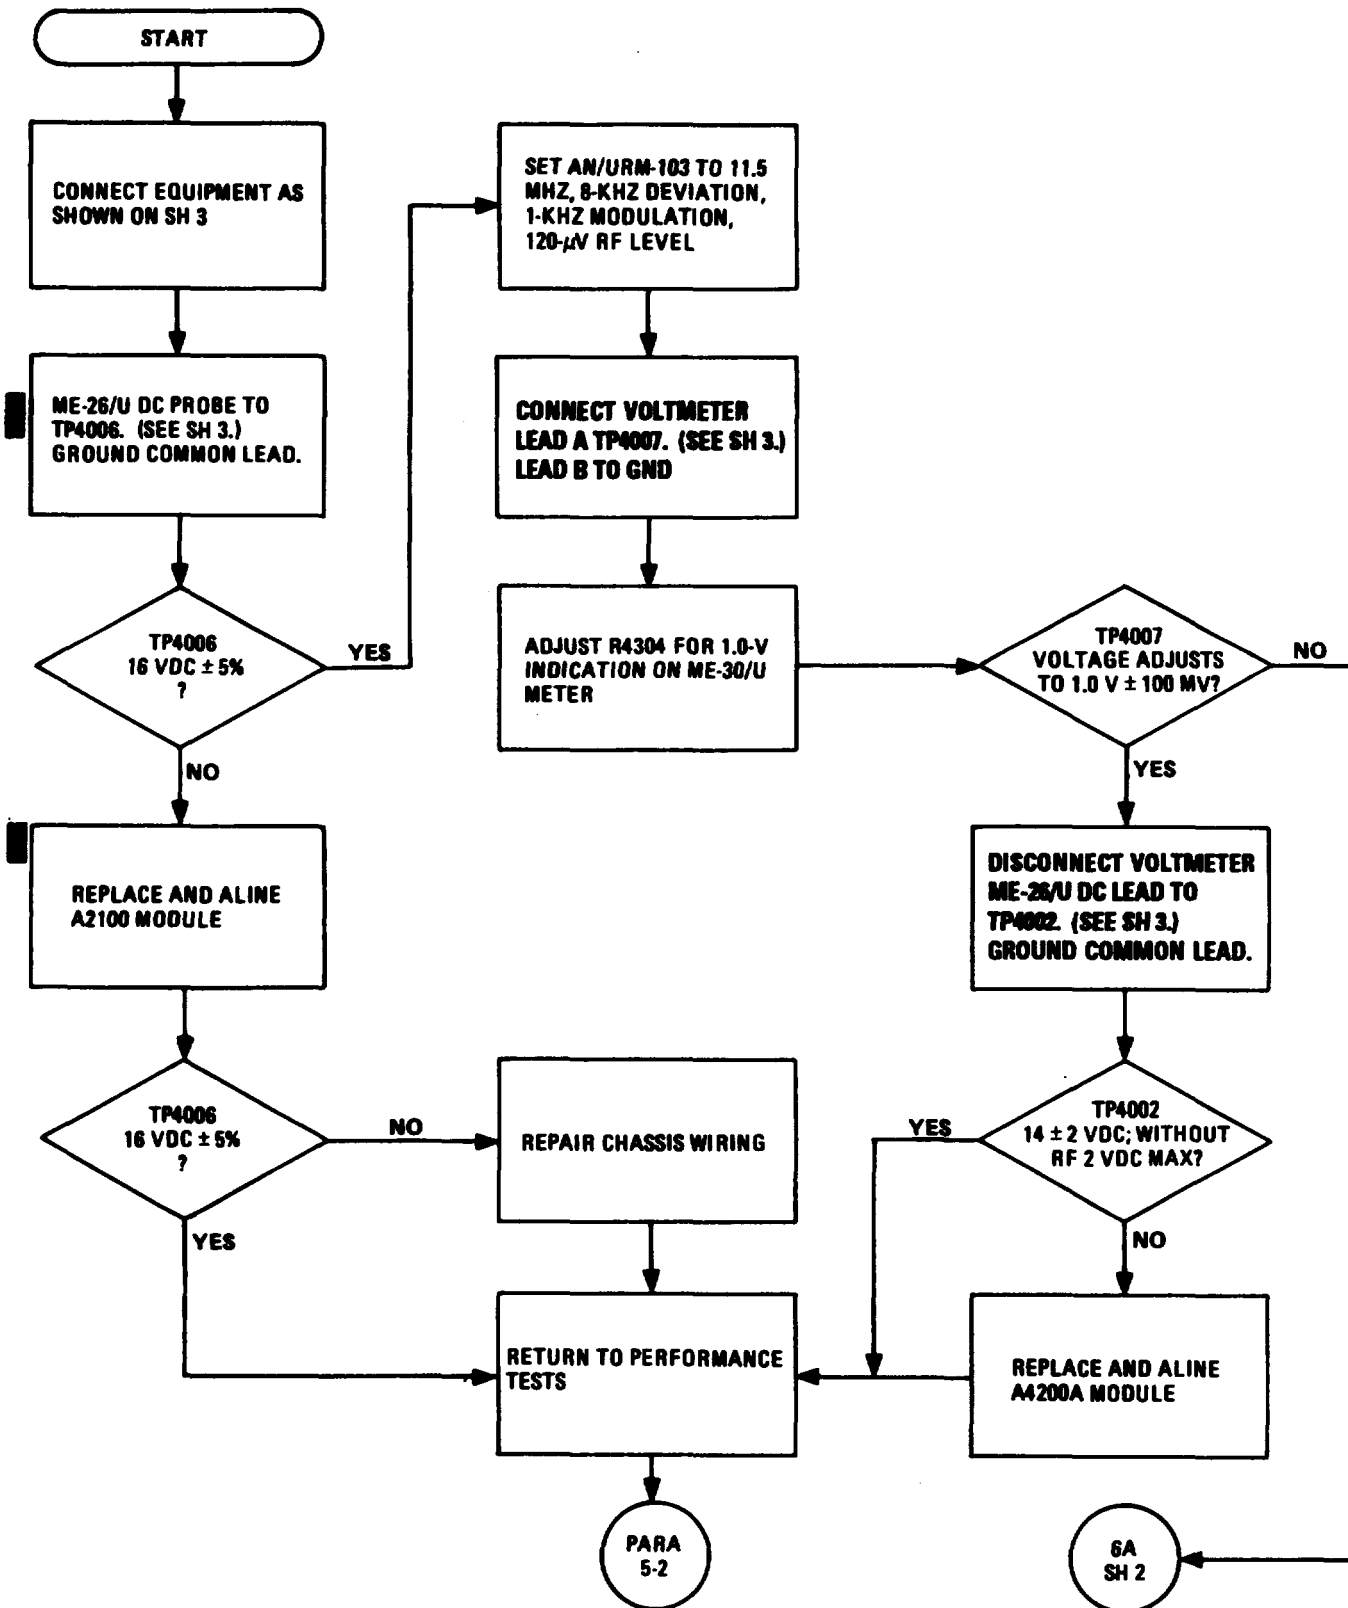 START
CONNECT EQUIPMENT AS
SHOWN ON SH 3
ME-26/U DC PROBE TO
TP4006. (SEE SH 3.)
GROUND COMMON LEAD.
TP4006
16 VDC ± 5%
?
YES
NO
REPLACE AND ALINE
A2100 MODULE
TP4006
16 VDC ± 5%
?
NO
YES
SET AN/URM-103 TO 11.5
MHZ, 8-KHZ DEVIATION,
1-KHZ MODULATION,
120-μV RF LEVEL
CONNECT VOLTMETER
LEAD A TP4007. (SEE SH 3.)
LEAD B TO GND
ADJUST R4304 FOR 1.0-V
INDICATION ON ME-30/U
METER
REPAIR CHASSIS WIRING
RETURN TO PERFORMANCE
TESTS
PARA
5-2
TP4007
VOLTAGE ADJUSTS
TO 1.0 V ± 100 MV?
NO
YES
DISCONNECT VOLTMETER
ME-26/U DC LEAD TO
TP4002. (SEE SH 3.)
GROUND COMMON LEAD.
TP4002
14 ± 2 VDC; WITHOUT
RF 2 VDC MAX?
YES
NO
REPLACE AND ALINE
A4200A MODULE
6A
SH 2